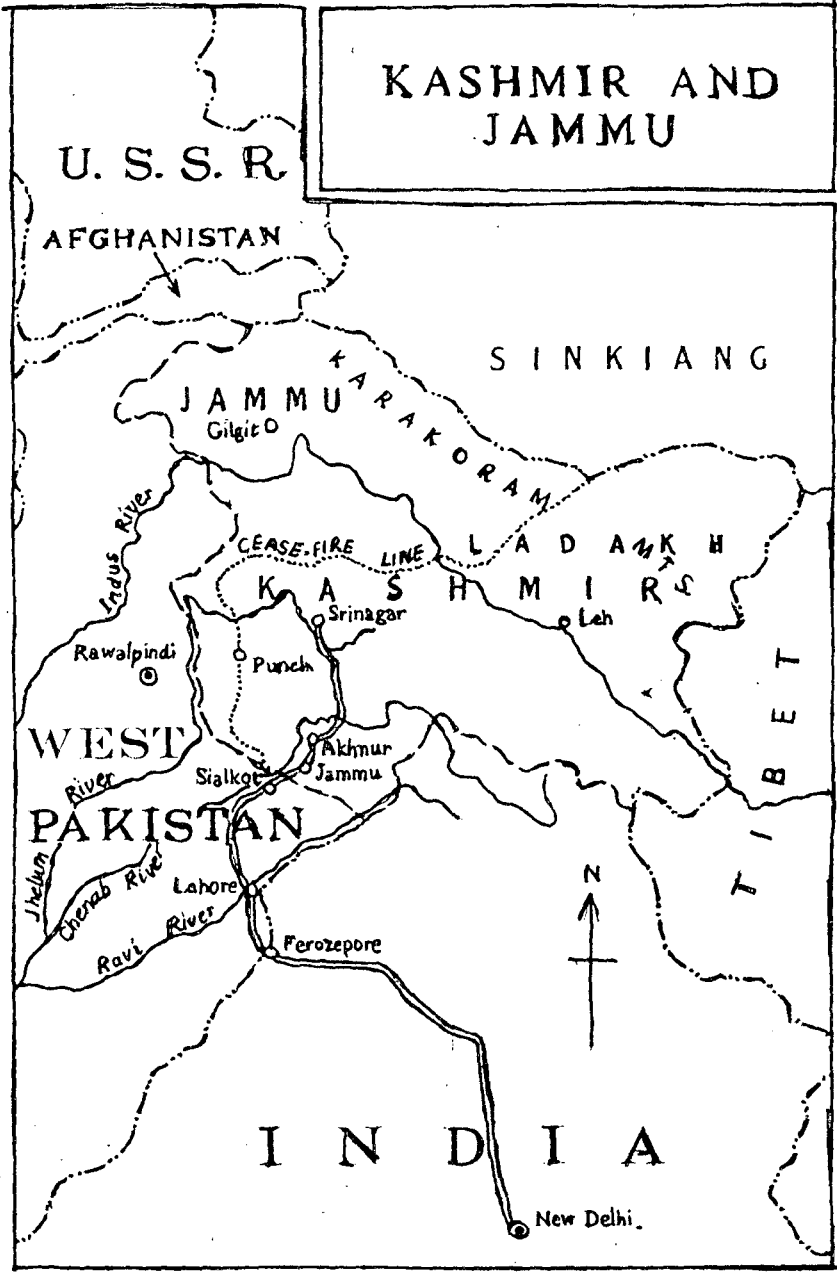 KASHMIR AND
JAMMU
U. S. S. R.
AFGHANISTAN
SINKIANG
KARAKORAM
MTS
JAMMU
Gilgit
Indus River
CEASE-FIRE LINE
LADAKH
KASHMIR
Srinagar
Leh
Rawalpindi
Punch
TIBET
WEST
PAKISTAN
Akhnur
Jammu
Sialkot
Jhelum River
Chenab River
Lahore
Ravi River
N
Ferozepore
INDIA
New Delhi.